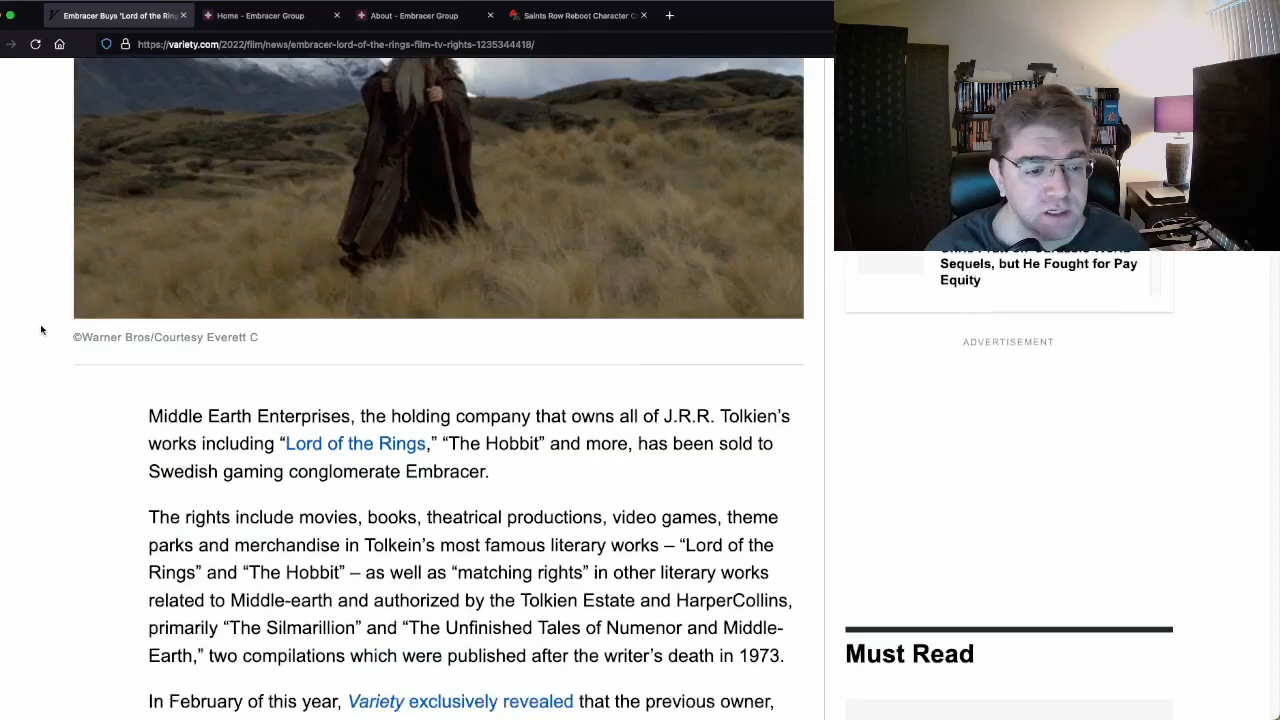 Embracer Buys 'Lord of the Rin
Home - Embracer Group
About - Embracer Group
Saints Row Reboot Character C
https://variety.com/2022/film/news/embracer-lord-of-the-rings-film-tv-rights-1235344418/
Sequels, but He Fought for Pay
Equity
©Warner Bros/Courtesy Everett C
ADVERTISEMENT
Middle Earth Enterprises, the holding company that owns all of J.R.R. Tolkien's
works including “Lord of the Rings,” “The Hobbit” and more, has been sold to
Swedish gaming conglomerate Embracer.
The rights include movies, books, theatrical productions, video games, theme
parks and merchandise in Tolkein's most famous literary works – “Lord of the
Rings” and “The Hobbit” – as well as “matching rights” in other literary works
related to Middle-earth and authorized by the Tolkien Estate and HarperCollins,
primarily “The Silmarillion” and “The Unfinished Tales of Numenor and Middle-
Earth,” two compilations which were published after the writer's death in 1973.
In February of this year, Variety exclusively revealed that the previous owner,
Must Read